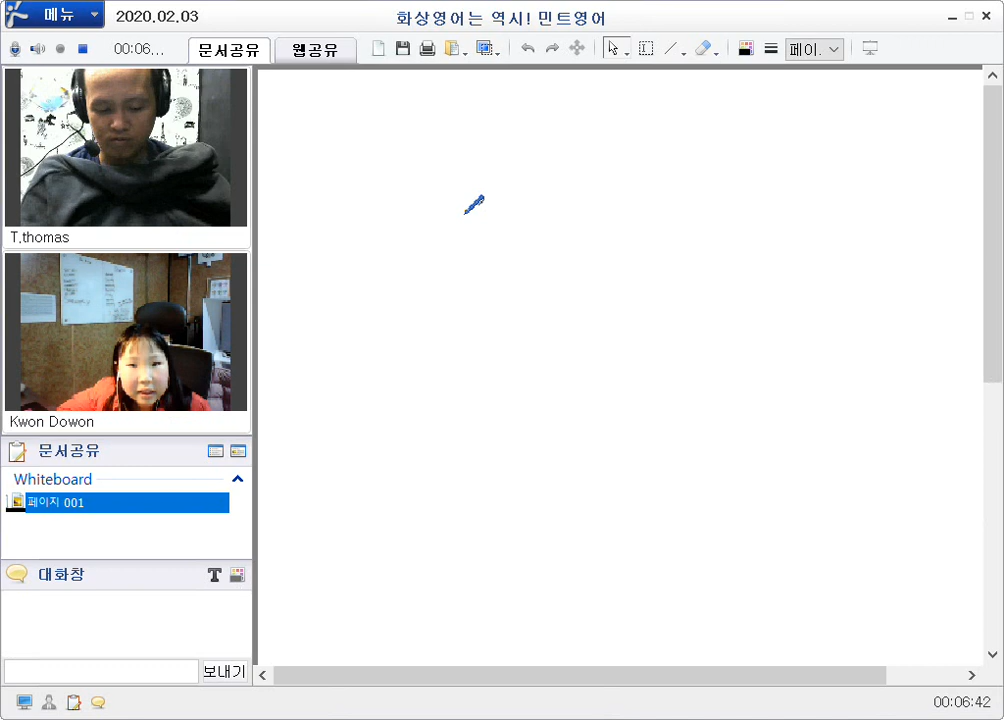 메뉴
2020.02.03
화상영어는 역시! 민트영어
00:06...
문서공유
웹공유
페이.
T.thomas
Kwon Dowon
문서공유
Whiteboard
페이지 001
대화창
T
보내기
00:06:42